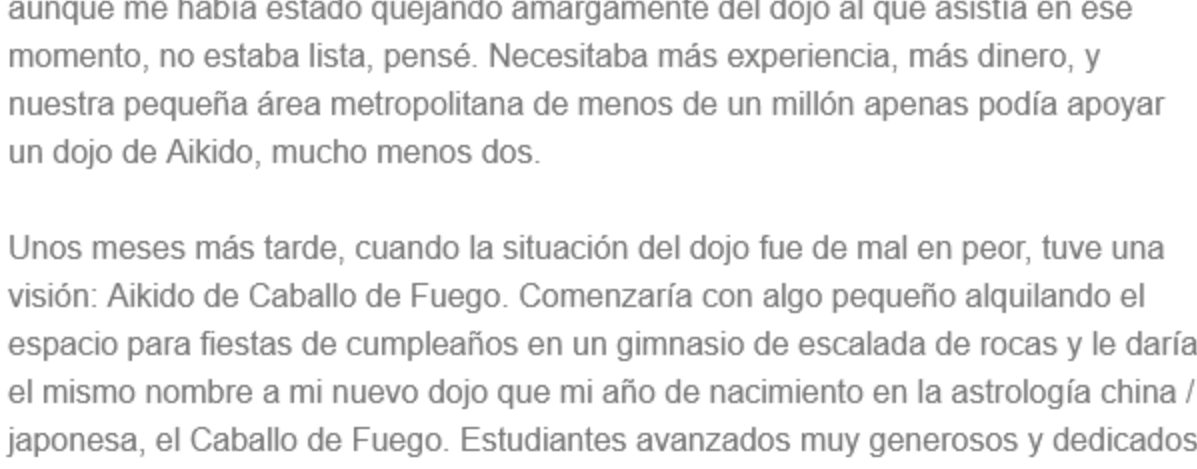 aunque me había estado quejando amargamente del dojo al que asistía en ese
momento, no estaba lista, pensé. Necesitaba más experiencia, más dinero, y
nuestra pequeña área metropolitana de menos de un millón apenas podía apoyar
un dojo de Aikido, mucho menos dos.
Unos meses más tarde, cuando la situación del dojo fue de mal en peor, tuve una
visión: Aikido de Caballo de Fuego. Comenzaría con algo pequeño alquilando el
espacio para fiestas de cumpleaños en un gimnasio de escalada de rocas y le daría
el mismo nombre a mi nuevo dojo que mi año de nacimiento en la astrología china /
japonesa, el Caballo de Fuego. Estudiantes avanzados muy generosos y dedicados